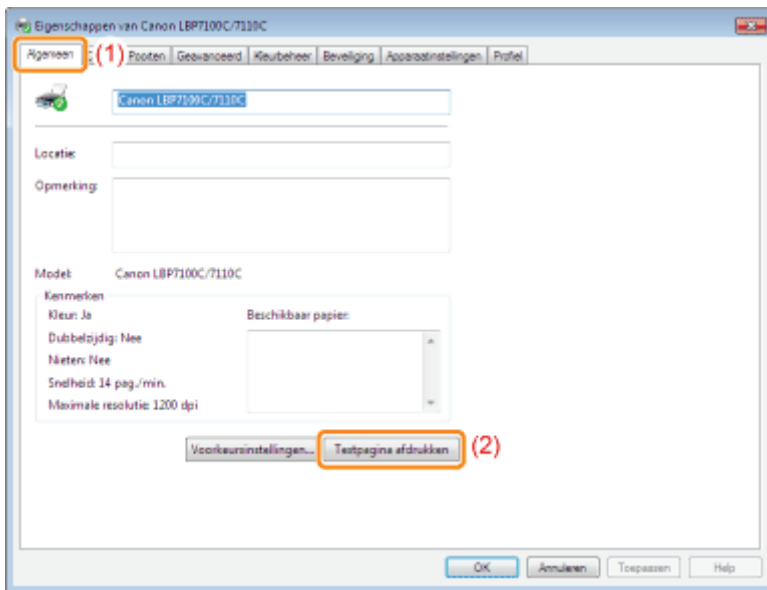 Eigenschappen van Canon LBP7100C/7110C
Algemeen (1) Poorten Geavanceerd Kleurbeheer Beveiliging Apparaatinstellingen Profiel
Canon LBP7100C/7110C
Locatie:
Opmerking:
Model: Canon LBP7100C/7110C
Kenmerken
Kleur: Ja Beschikbaar papier:
Dubbelzijdig: Nee
Nieten: Nee
Snelheid: 14 pag./min.
Maximale resolutie: 1200 dpi
Voorkeursinstellingen... Testpagina afdrukken (2)
OK Annuleren Toepassen Help